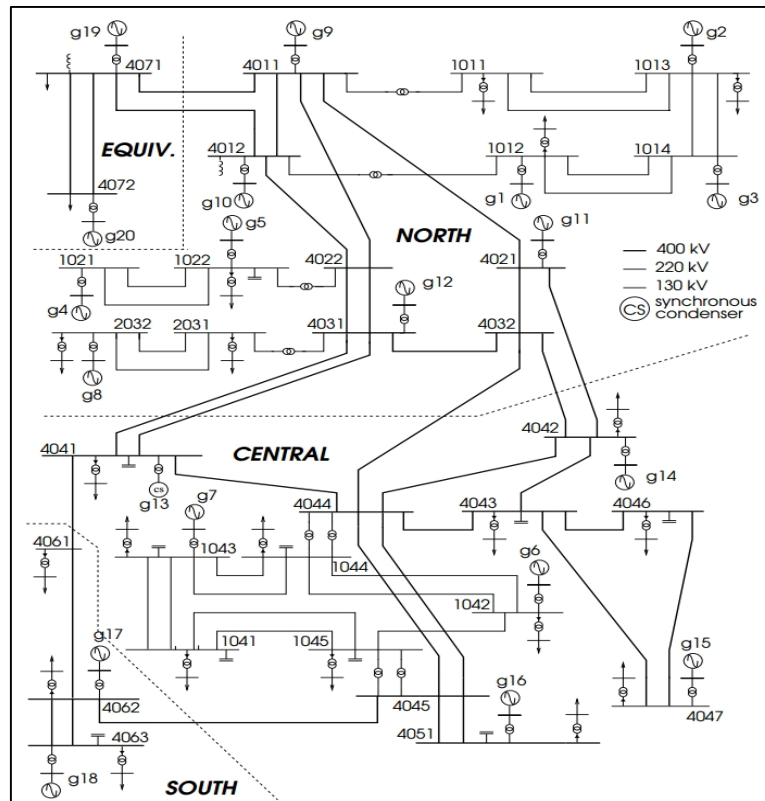 g19
g9
g2
4071
4011
1011
1013
EQUIV.
4012
1012
1014
4072
g10
g1
g3
g20
g5
NORTH
g11
400 kV
220 kV
130 kV
CS synchronous
condenser
1021
1022
4022
4021
g12
g4
2032
2031
4031
4032
g8
CENTRAL
4042
4041
CS
g13
g7
g14
4044
4043
4046
4061
1043
1044
g6
1042
g17
1041
1045
g15
g16
4062
4045
4047
4063
4051
g18
SOUTH